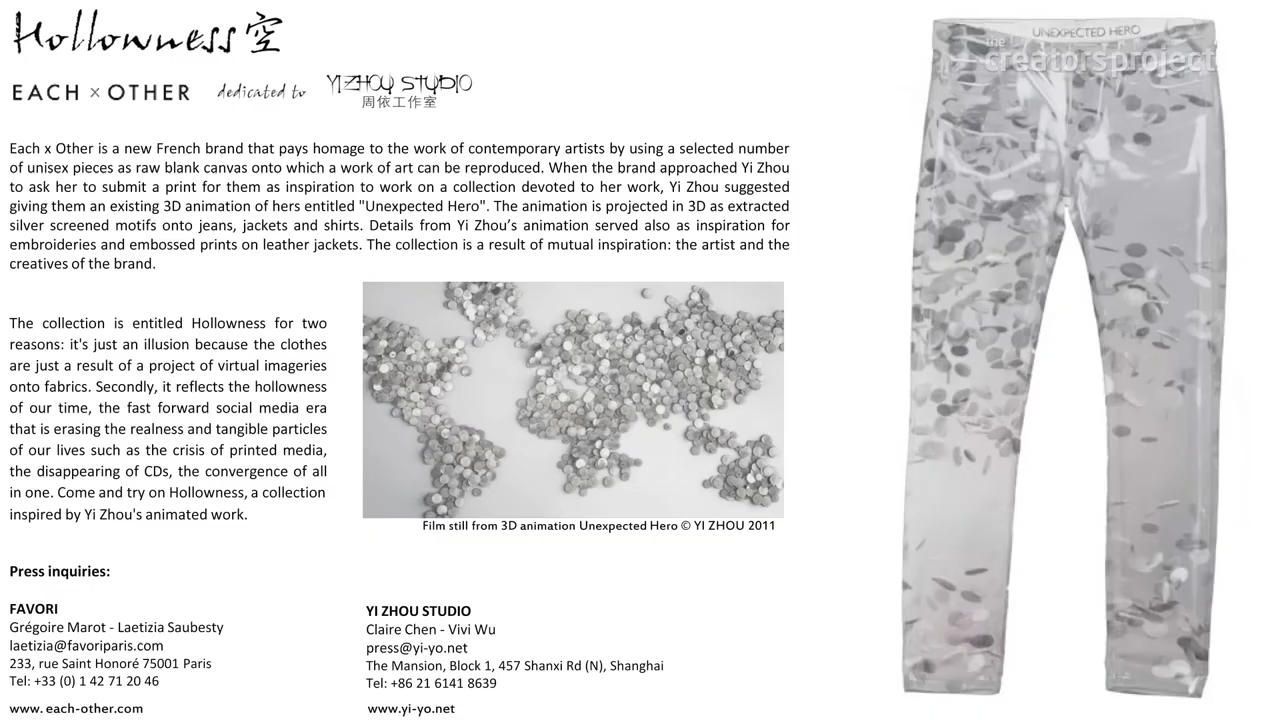 Hollowness 空
EACH × OTHER dedicated to YI ZHOU STUDIO
周依工作室
Each x Other is a new French brand that pays homage to the work of contemporary artists by using a selected number
of unisex pieces as raw blank canvas onto which a work of art can be reproduced. When the brand approached Yi Zhou
to ask her to submit a print for them as inspiration to work on a collection devoted to her work, Yi Zhou suggested
giving them an existing 3D animation of hers entitled "Unexpected Hero". The animation is projected in 3D as extracted
silver screened motifs onto jeans, jackets and shirts. Details from Yi Zhou’s animation served also as inspiration for
embroideries and embossed prints on leather jackets. The collection is a result of mutual inspiration: the artist and the
creatives of the brand.
The collection is entitled Hollowness for two
reasons: it's just an illusion because the clothes
are just a result of a project of virtual imageries
onto fabrics. Secondly, it reflects the hollowness
of our time, the fast forward social media era
that is erasing the realness and tangible particles
of our lives such as the crisis of printed media,
the disappearing of CDs, the convergence of all
in one. Come and try on Hollowness, a collection
inspired by Yi Zhou's animated work.
Film still from 3D animation Unexpected Hero © YI ZHOU 2011
Press inquiries:
FAVORI
Grégoire Marot - Laetizia Saubesty
laetizia@favoriparis.com
233, rue Saint Honoré 75001 Paris
Tel: +33 (0) 1 42 71 20 46
www. each-other.com
YI ZHOU STUDIO
Claire Chen - Vivi Wu
press@yi-yo.net
The Mansion, Block 1, 457 Shanxi Rd (N), Shanghai
Tel: +86 21 6141 8639
www.yi-yo.net
UNEXPECTED HERO
the
creatorsproject